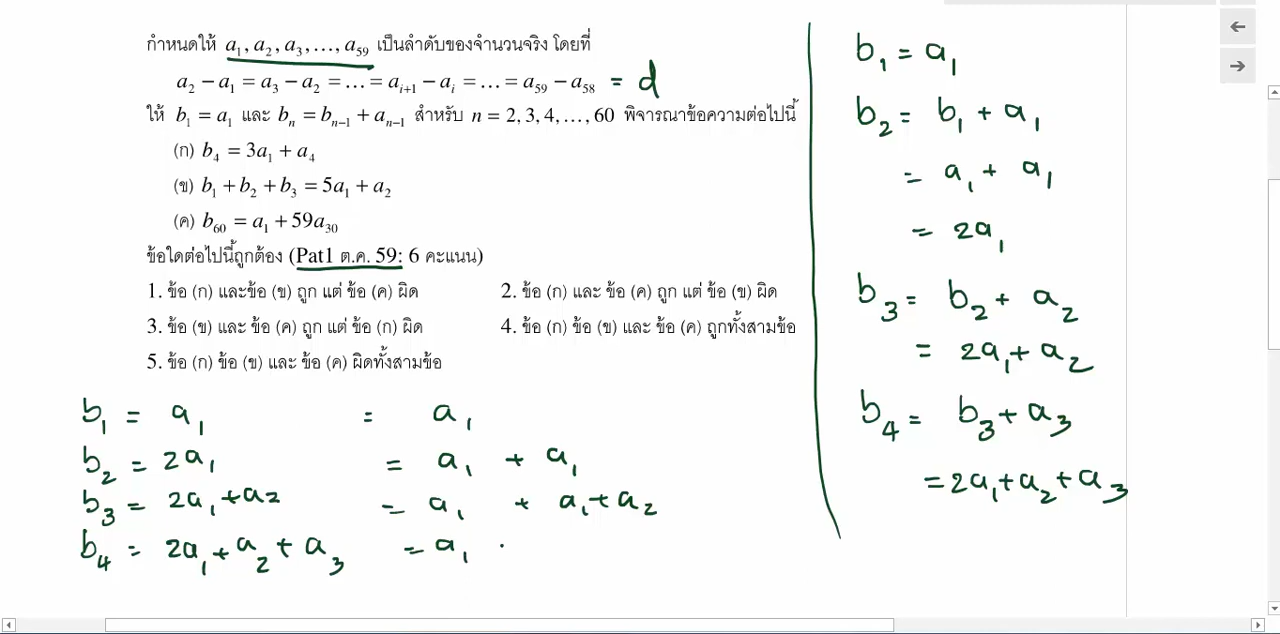 กำหนดให้ a₁, a₂, a₃, ..., a₅₉ เป็นลำดับของจำนวนจริง โดยที่
a₂ − a₁ = a₃ − a₂ = ... = aᵢ₊₁ − aᵢ = ... = a₅₉ − a₅₈ = d
ให้ b₁ = a₁ และ bₙ = bₙ₋₁ + aₙ₋₁ สำหรับ n = 2, 3, 4, ..., 60 พิจารณาข้อความต่อไปนี้
(ก) b₄ = 3a₁ + a₄
(ข) b₁ + b₂ + b₃ = 5a₁ + a₂
(ค) b₆₀ = a₁ + 59a₃₀
ข้อใดต่อไปนี้ถูกต้อง (Pat1 ต.ค. 59: 6 คะแนน)
1. ข้อ (ก) และข้อ (ข) ถูก แต่ ข้อ (ค) ผิด
2. ข้อ (ก) และ ข้อ (ค) ถูก แต่ ข้อ (ข) ผิด
3. ข้อ (ข) และ ข้อ (ค) ถูก แต่ ข้อ (ก) ผิด
4. ข้อ (ก) ข้อ (ข) และ ข้อ (ค) ถูกทั้งสามข้อ
5. ข้อ (ก) ข้อ (ข) และ ข้อ (ค) ผิดทั้งสามข้อ
b₁ = a₁ = a₁
b₂ = 2a₁ = a₁ + a₁
b₃ = 2a₁ + a₂ = a₁ + a₁ + a₂
b₄ = 2a₁ + a₂ + a₃ = a₁
b₁ = a₁
b₂ = b₁ + a₁
= a₁ + a₁
= 2a₁
b₃ = b₂ + a₂
= 2a₁ + a₂
b₄ = b₃ + a₃
= 2a₁ + a₂ + a₃